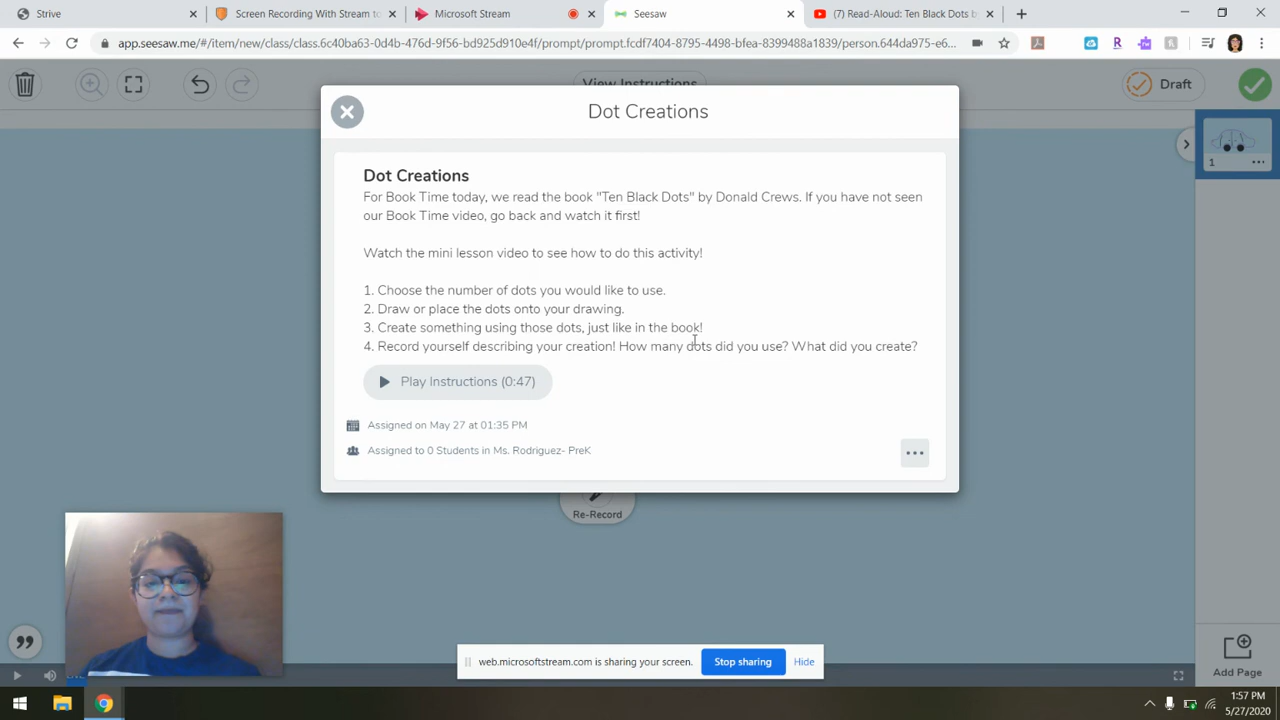 Strive
Screen Recording With Stream to
Microsoft Stream
Seesaw
(7) Read-Aloud: Ten Black Dots b
app.seesaw.me/#/item/new/class/class.6c40ba63-0d4b-476d-9f56-bd925d910e4f/prompt/prompt.fcdf7404-8795-4498-bfea-8399488a1839/person.644da975-e6...
View Instructions
Draft
Dot Creations
1
Dot Creations
For Book Time today, we read the book "Ten Black Dots" by Donald Crews. If you have not seen
our Book Time video, go back and watch it first!
Watch the mini lesson video to see how to do this activity!
1. Choose the number of dots you would like to use.
2. Draw or place the dots onto your drawing.
3. Create something using those dots, just like in the book!
4. Record yourself describing your creation! How many dots did you use? What did you create?
Play Instructions (0:47)
Assigned on May 27 at 01:35 PM
Assigned to 0 Students in Ms. Rodriguez- PreK
Re-Record
web.microsoftstream.com is sharing your screen.
Stop sharing
Hide
Add Page
1:57 PM
5/27/2020